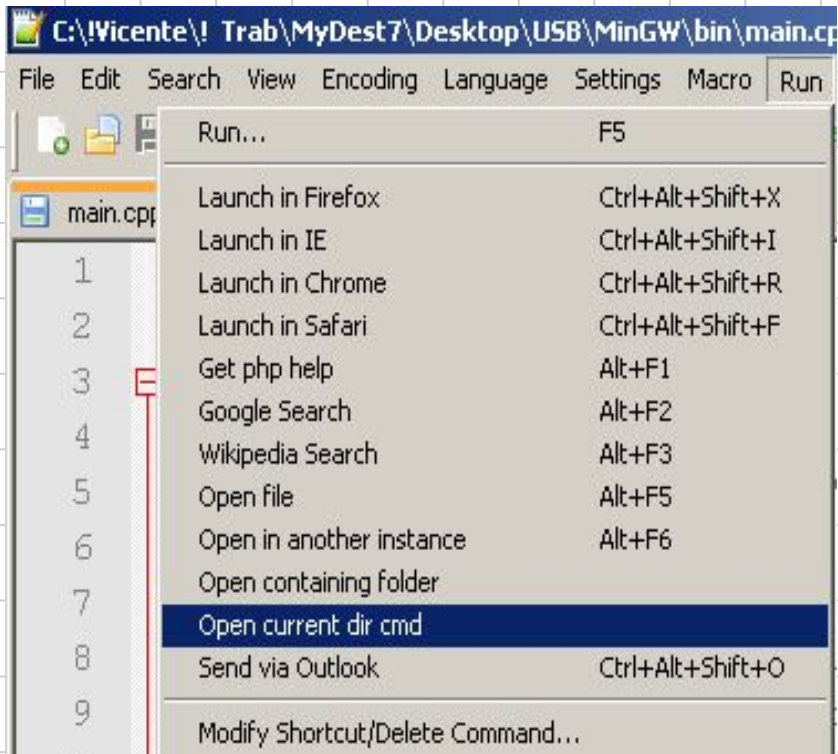 C:\!Vicente\! Trab\MyDest7\Desktop\USB\MinGW\bin\main.cp
File Edit Search View Encoding Language Settings Macro Run
Run... F5
Launch in Firefox Ctrl+Alt+Shift+X
main.cpp
Launch in IE Ctrl+Alt+Shift+I
1
Launch in Chrome Ctrl+Alt+Shift+R
2
Launch in Safari Ctrl+Alt+Shift+F
3
Get php help Alt+F1
Google Search Alt+F2
4
Wikipedia Search Alt+F3
5
Open file Alt+F5
6
Open in another instance Alt+F6
Open containing folder
7
Open current dir cmd
8
Send via Outlook Ctrl+Alt+Shift+O
9
Modify Shortcut/Delete Command...